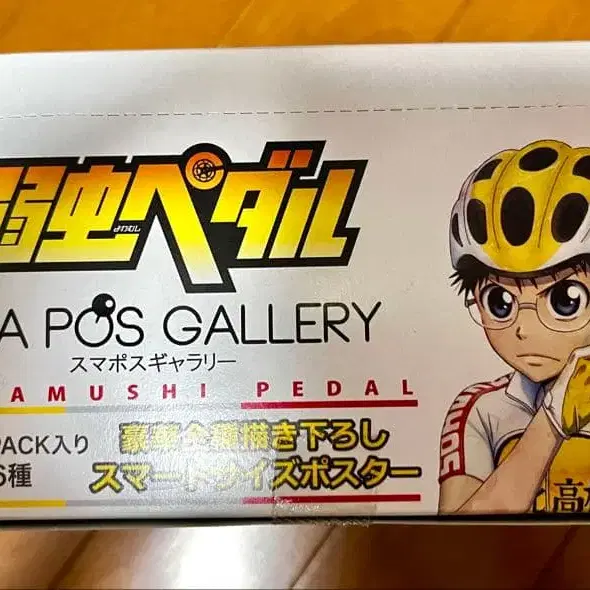 弱虫ペダル
よわむし
A POS GALLERY
スマポスギャラリー
AMUSHI PEDAL
PACK入り
6種
豪華全種描き下ろし
スマートサイズポスター
高